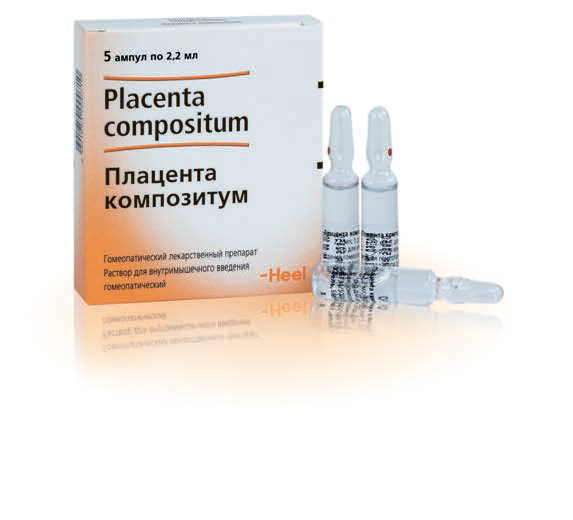 5 ампул по 2,2 мл
Placenta
compositum
Плацента
композитум
Гомеопатический лекарственный препарат
Раствор для внутримышечного введения
гомеопатический
-Heel